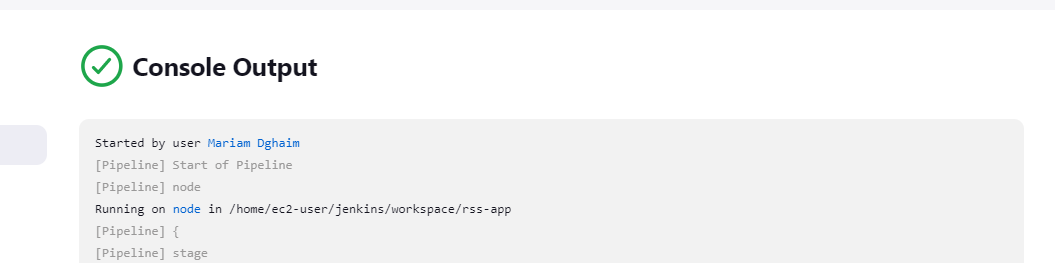 Console Output
Started by user Mariam Dghaim
[Pipeline] Start of Pipeline
[Pipeline] node
Running on node in /home/ec2-user/jenkins/workspace/rss-app
[Pipeline] {
[Pipeline] stage